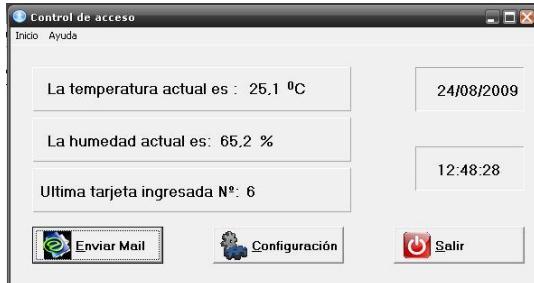 Control de acceso
Inicio Ayuda
La temperatura actual es : 25,1 ºC
24/08/2009
La humedad actual es: 65,2 %
12:48:28
Ultima tarjeta ingresada Nº: 6
Enviar Mail
Configuración
Salir